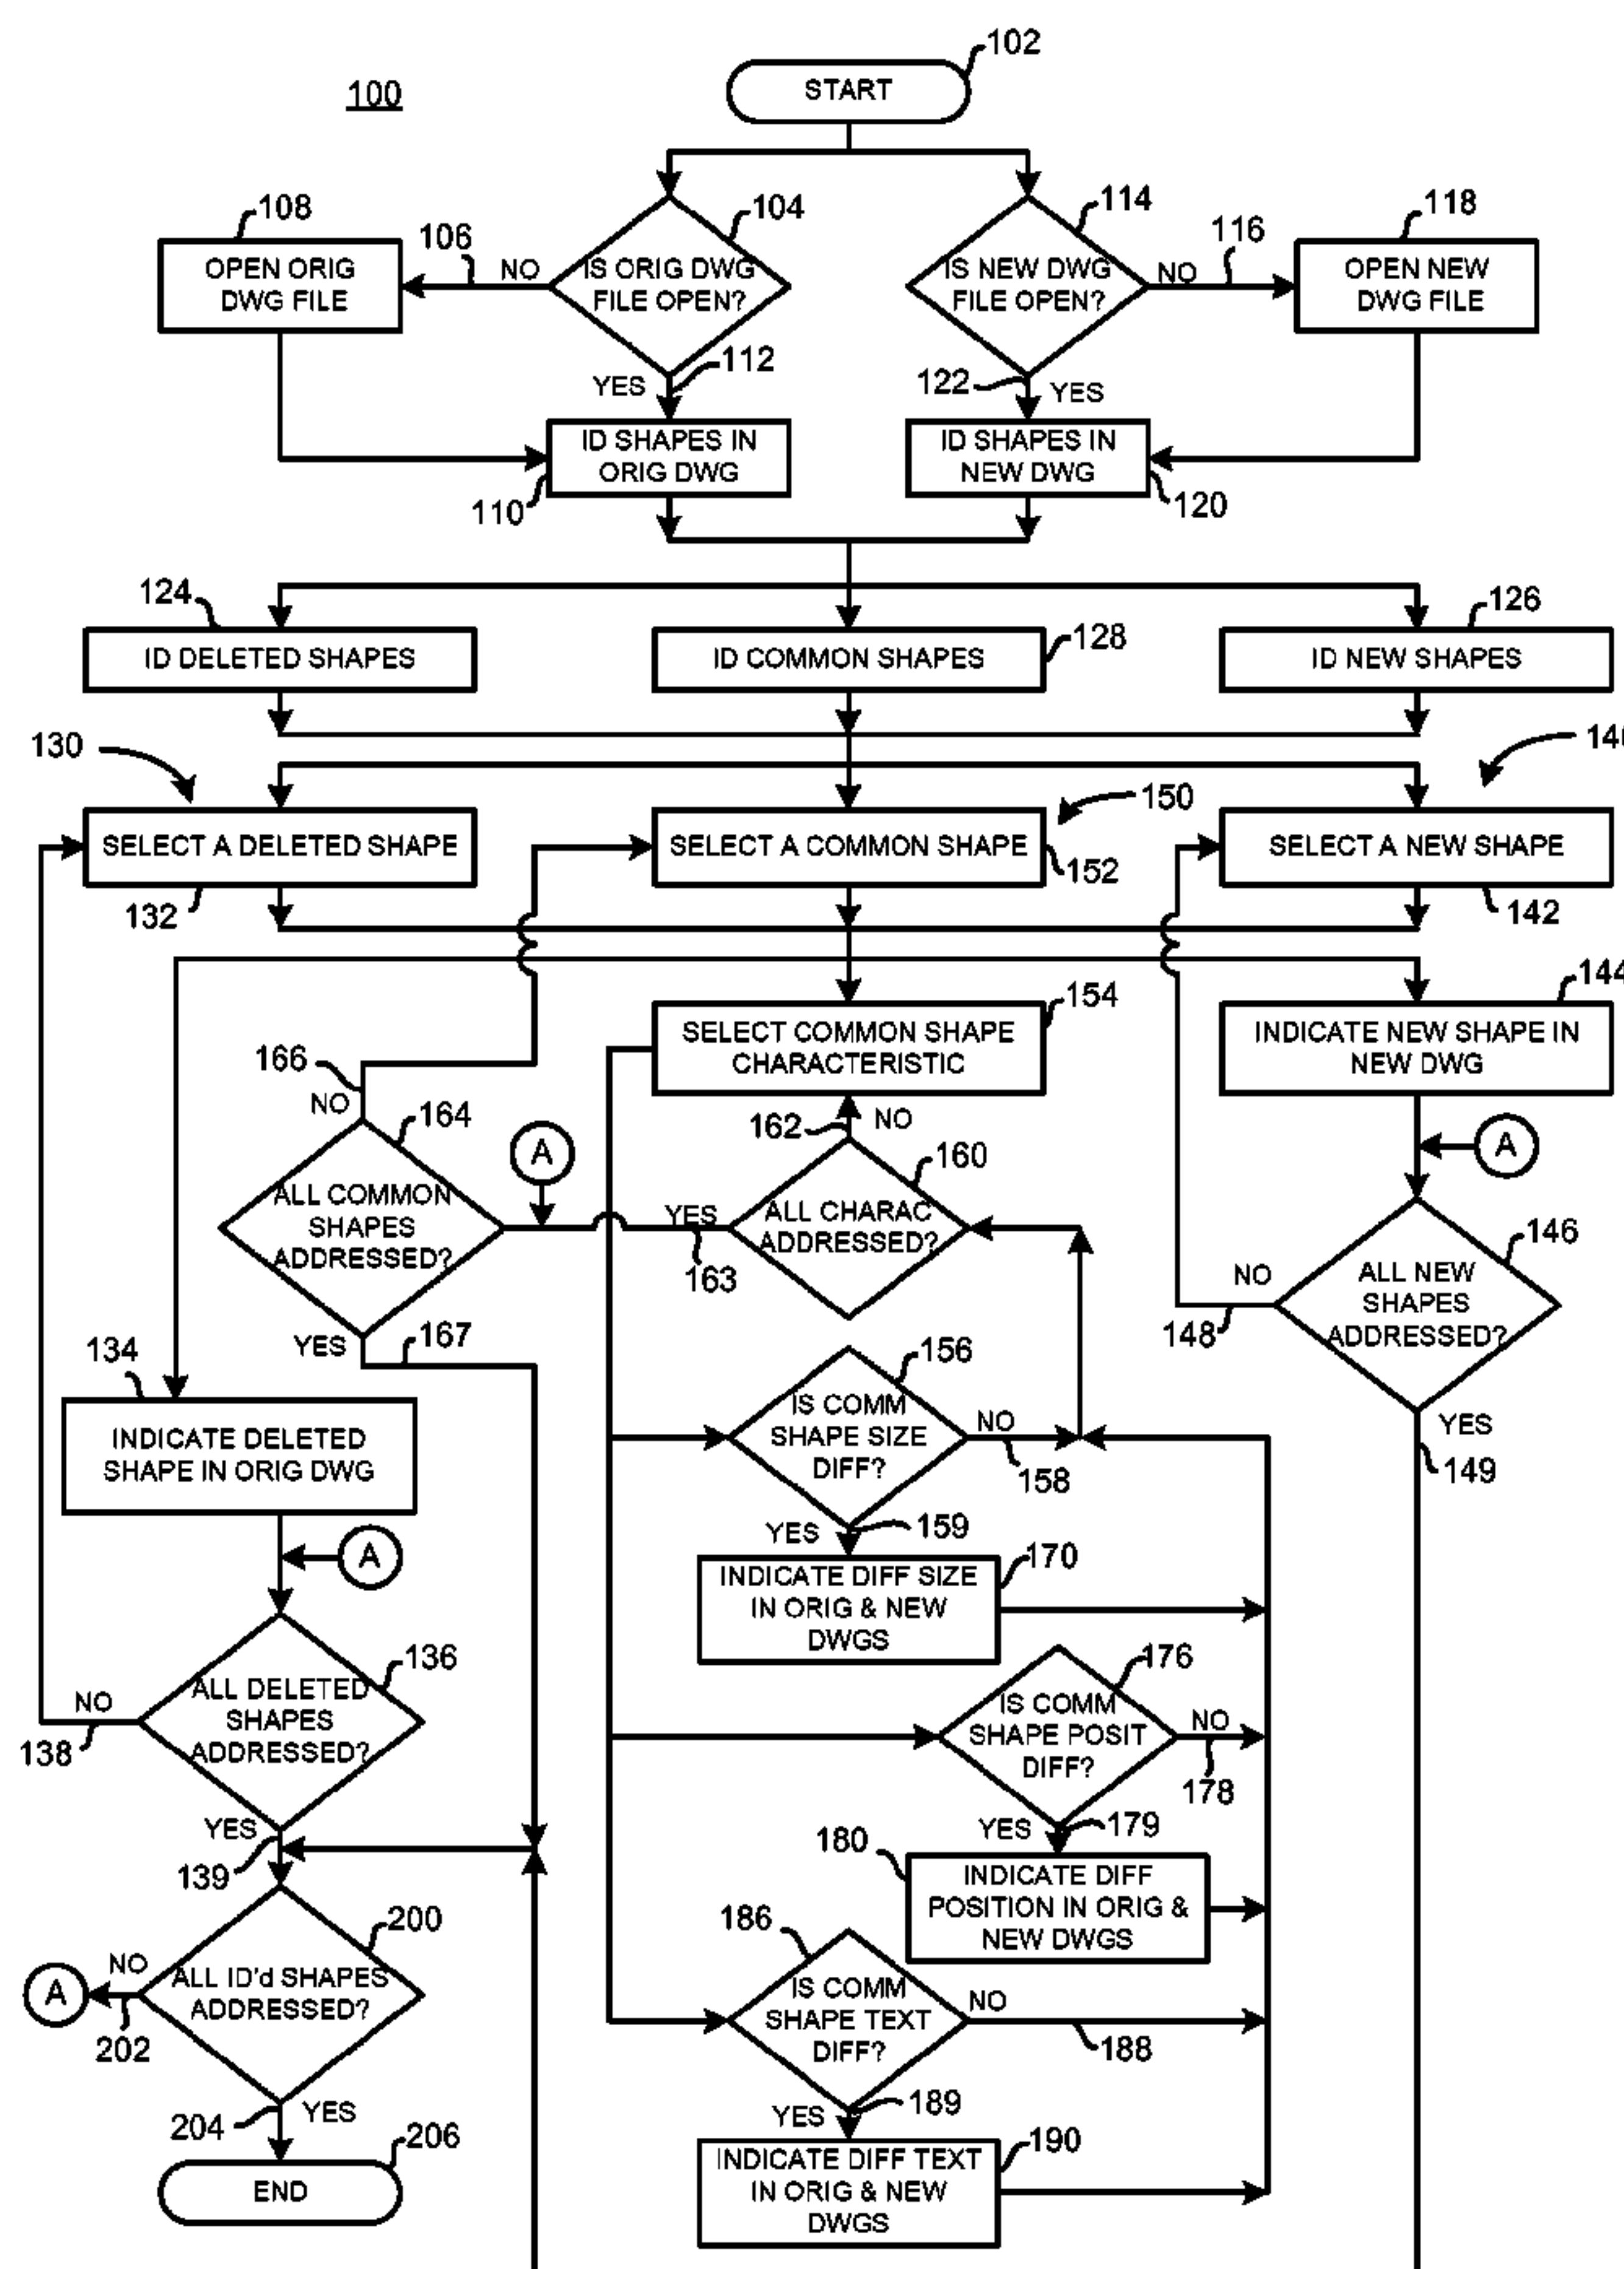 100
102
START
108
106
NO
OPEN ORIG
DWG FILE
104
IS ORIG DWG
FILE OPEN?
114
IS NEW DWG
FILE OPEN?
116
NO
118
OPEN NEW
DWG FILE
YES
112
122
YES
ID SHAPES IN
ORIG DWG
110
ID SHAPES IN
NEW DWG
120
124
ID DELETED SHAPES
ID COMMON SHAPES
128
126
ID NEW SHAPES
130
150
SELECT A DELETED SHAPE
132
SELECT A COMMON SHAPE
152
SELECT A NEW SHAPE
142
154
SELECT COMMON SHAPE
CHARACTERISTIC
144
INDICATE NEW SHAPE IN
NEW DWG
166
NO
164
ALL COMMON
SHAPES
ADDRESSED?
A
162
NO
160
ALL CHARAC
ADDRESSED?
YES
163
A
146
ALL NEW
SHAPES
ADDRESSED?
NO
148
YES
149
YES
167
134
INDICATE DELETED
SHAPE IN ORIG DWG
156
IS COMM
SHAPE SIZE
DIFF?
NO
158
YES
159
A
170
INDICATE DIFF SIZE
IN ORIG & NEW
DWGS
136
ALL DELETED
SHAPES
ADDRESSED?
NO
138
176
IS COMM
SHAPE POSIT
DIFF?
NO
178
YES
139
YES
179
180
INDICATE DIFF
POSITION IN ORIG &
NEW DWGS
200
ALL ID'd SHAPES
ADDRESSED?
NO
A
202
186
IS COMM
SHAPE TEXT
DIFF?
NO
188
204
YES
YES
189
206
END
190
INDICATE DIFF TEXT
IN ORIG & NEW
DWGS